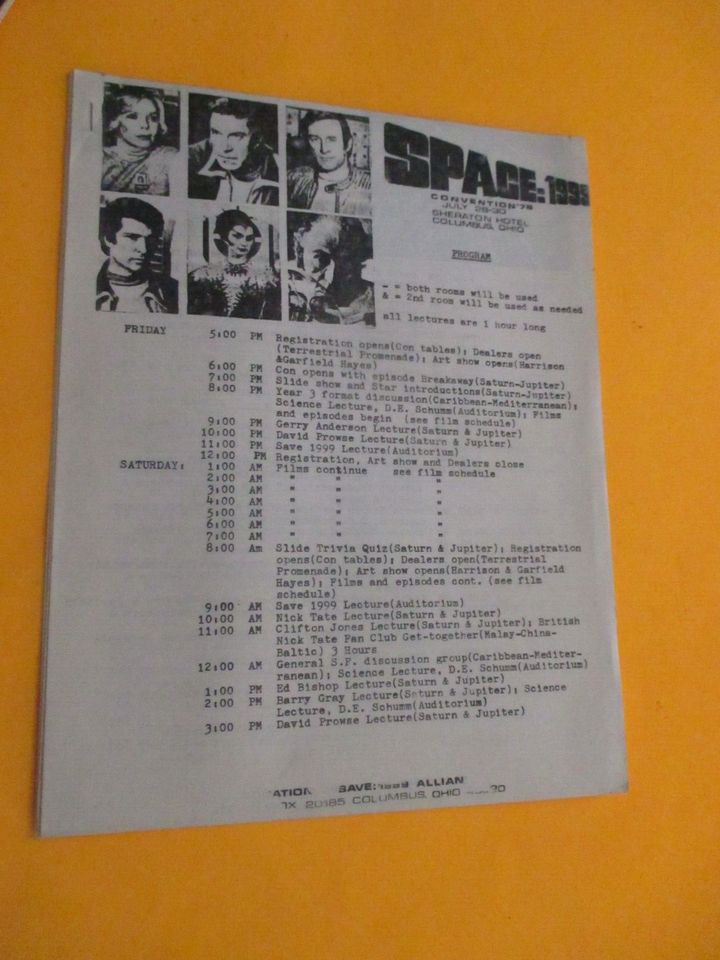 SPACE:1999
CONVENTION'78
JULY 28-30
SHERATON HOTEL
COLUMBUS, OHIO
PROGRAM
= = both rooms will be used
& = 2nd room will be used as needed
all lectures are 1 hour long
FRIDAY 5:00 PM Registration opens(Con tables); Dealers open
(Terrestrial Promenade); Art show opens(Harrison
&Garfield Hayes)
6:00 PM Con opens with episode Breakaway(Saturn-Jupiter)
7:00 PM Slide show and Star introductions(Saturn-Jupiter)
8:00 PM Year 3 format discussion(Caribbean-Mediterranean);
Science Lecture, D.E. Schumm(Auditorium); Films
and episodes begin (see film schedule)
9:00 PM Gerry Anderson Lecture(Saturn & Jupiter)
10:00 PM David Prowse Lecture(Saturn & Jupiter)
11:00 PM Save 1999 Lecture(Auditorium)
12:00 PM Registration, Art show and Dealers close
SATURDAY: 1:00 AM Films continue see film schedule
2:00 AM " " "
3:00 AM " " "
4:00 AM " " "
5:00 AM " " "
6:00 AM " " "
7:00 AM " " "
8:00 Am Slide Trivia Quiz(Saturn & Jupiter); Registration
opens(Con tables); Dealers open(Terrestrial
Promenade); Art show opens(Harrison & Garfield
Hayes); Films and episodes cont. (see film
schedule)
9:00 AM Save 1999 Lecture(Auditorium)
10:00 AM Nick Tate Lecture(Saturn & Jupiter)
11:00 AM Clifton Jones Lecture(Saturn & Jupiter); British
Nick Tate Fan Club Get-together(Malay-China-
Baltic) 3 Hours
12:00 AM General S.F. discussion group(Caribbean-Mediter-
ranean); Science Lecture, D.E. Schumm(Auditorium)
1:00 PM Ed Bishop Lecture(Saturn & Jupiter)
2:00 PM Barry Gray Lecture(Saturn & Jupiter); Science
Lecture, D.E. Schumm(Auditorium)
3:00 PM David Prowse Lecture(Saturn & Jupiter)
ATION SAVE:1999 ALLIAN
OX 20185 COLUMBUS, OHIO